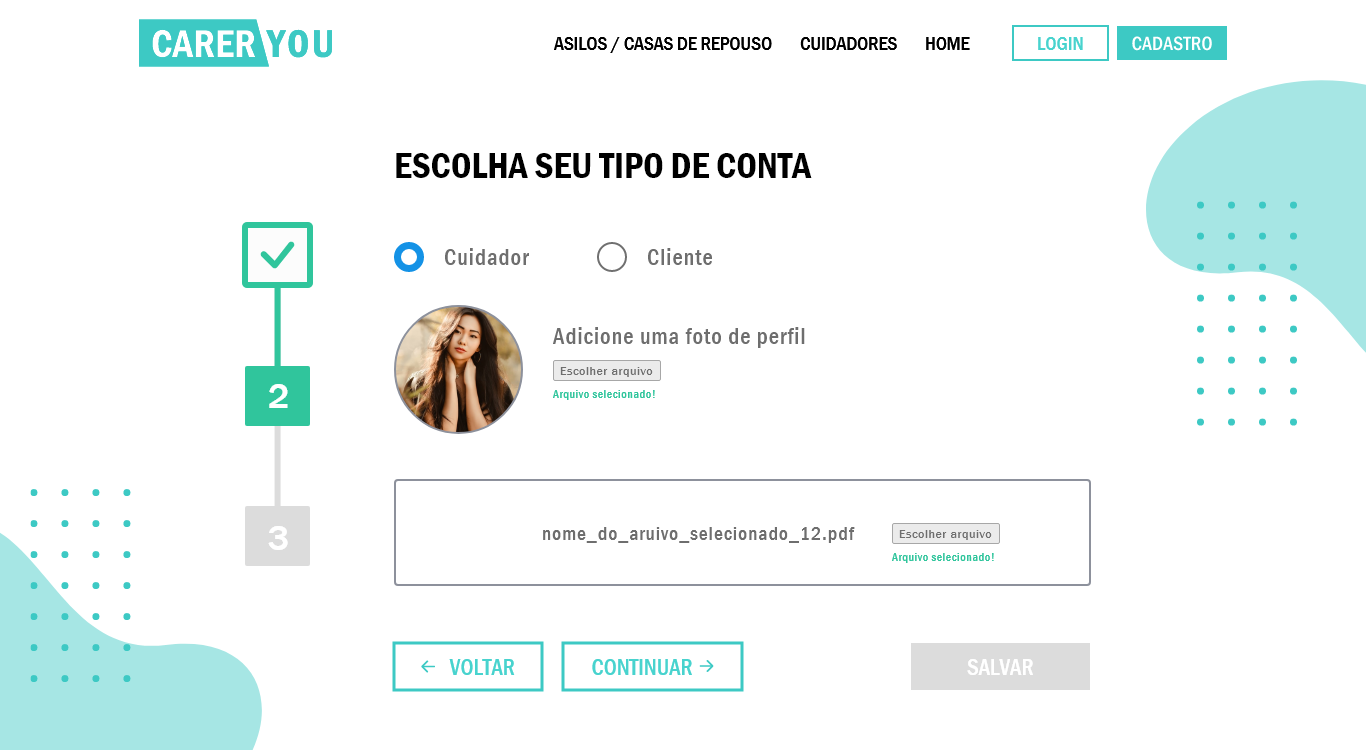 CARER YOU
ASILOS / CASAS DE REPOUSO
CUIDADORES
HOME
LOGIN
CADASTRO
ESCOLHA SEU TIPO DE CONTA
Cuidador
Cliente
Adicione uma foto de perfil
Escolher arquivo
Arquivo selecionado!
2
3
nome_do_aruivo_selecionado_12.pdf
Escolher arquivo
Arquivo selecionado!
← VOLTAR
CONTINUAR →
SALVAR